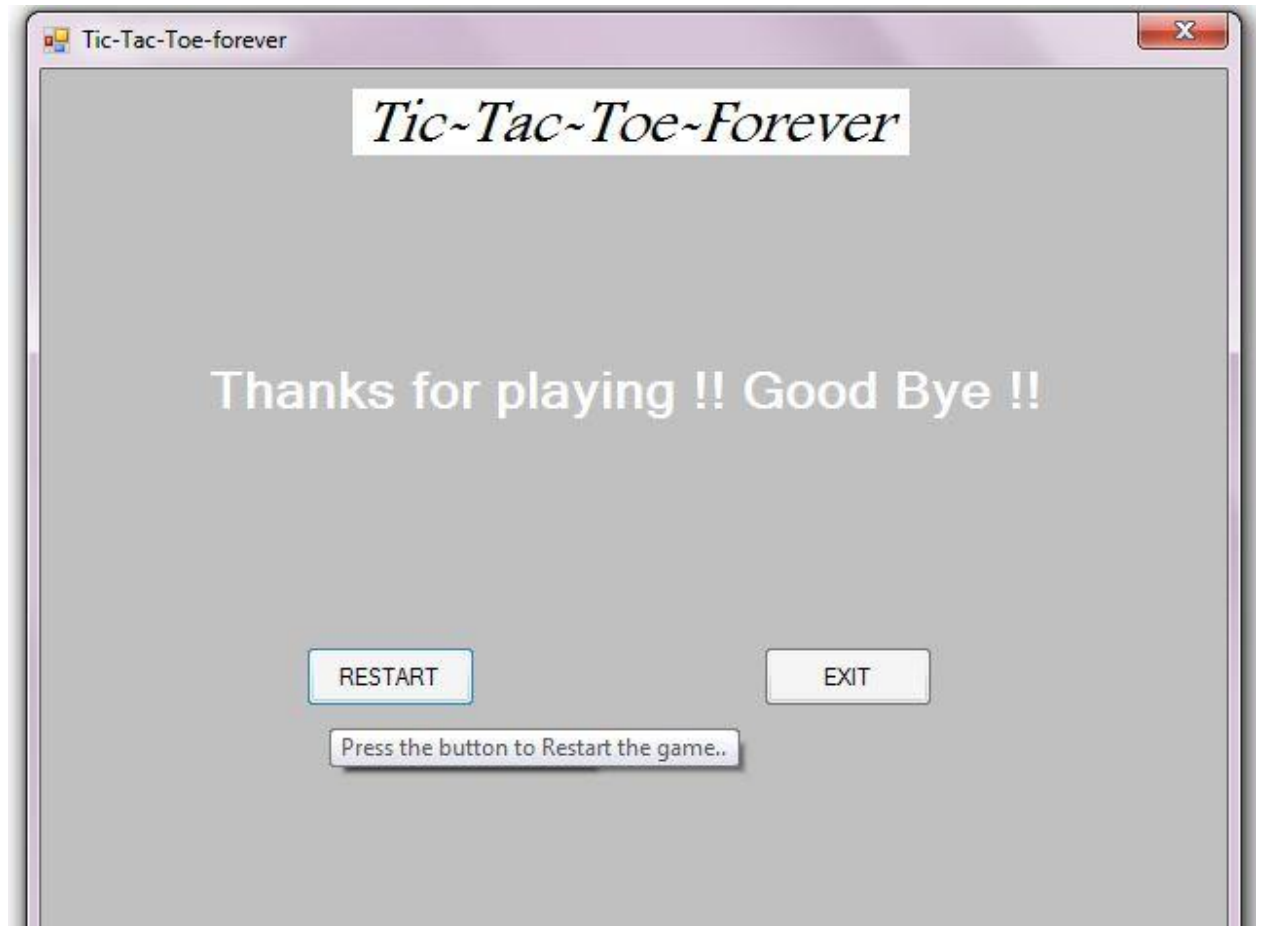 Tic-Tac-Toe-forever
Tic-Tac-Toe-Forever
Thanks for playing !! Good Bye !!
RESTART
EXIT
Press the button to Restart the game..